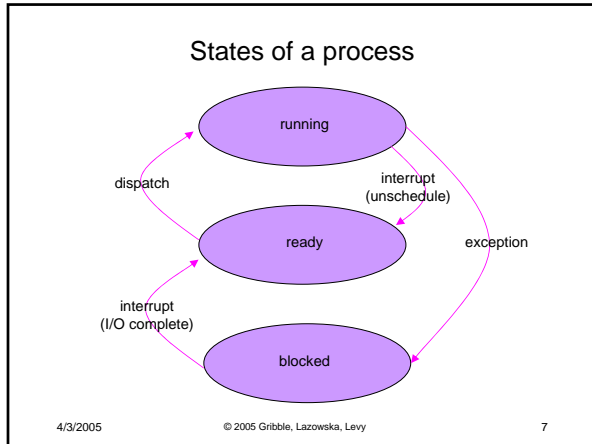 States of a process
running
dispatch
interrupt
(unschedule)
ready
exception
interrupt
(I/O complete)
blocked
4/3/2005
© 2005 Gribble, Lazowska, Levy
7